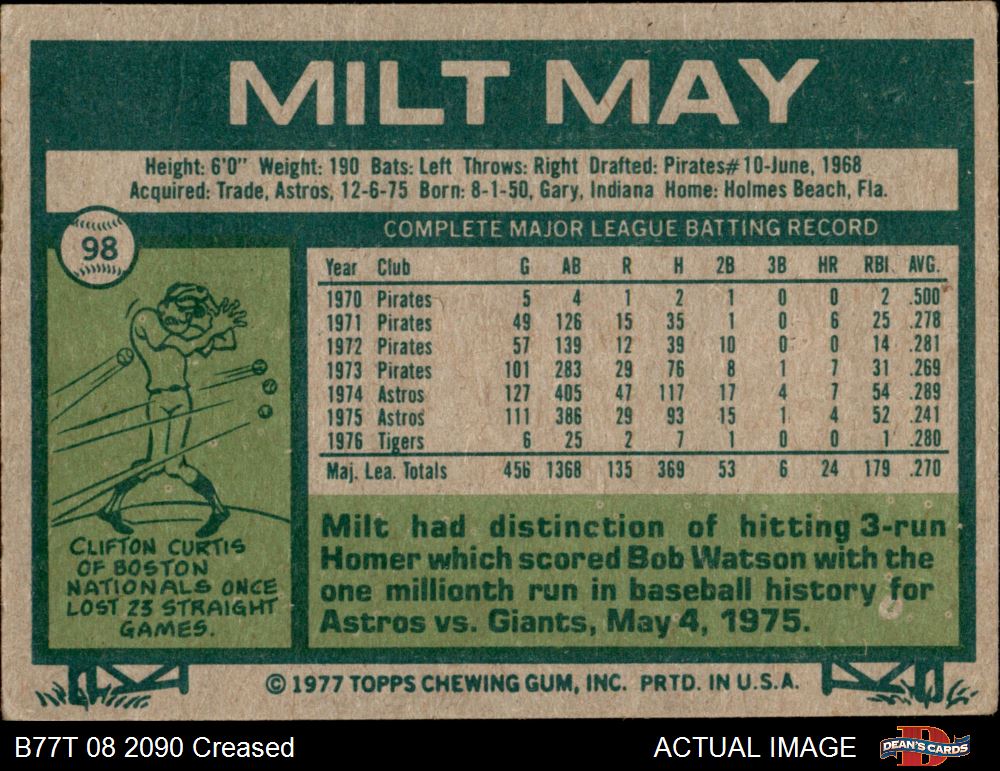 MILT MAY
Height: 6'0" Weight: 190 Bats: Left Throws: Right Drafted: Pirates#10-June, 1968
Acquired: Trade, Astros, 12-6-75 Born: 8-1-50, Gary, Indiana Home: Holmes Beach, Fla.
98
COMPLETE MAJOR LEAGUE BATTING RECORD
Year Club G AB R H 2B 3B HR RBI AVG.
1970 Pirates 5 4 1 2 1 0 0 2 .500
1971 Pirates 49 126 15 35 1 0 6 25 .278
1972 Pirates 57 139 12 39 10 0 0 14 .281
1973 Pirates 101 283 29 76 8 1 7 31 .269
1974 Astros 127 405 47 117 17 4 7 54 .289
1975 Astros 111 386 29 93 15 1 4 52 .241
1976 Tigers 6 25 2 7 1 0 0 1 .280
Maj. Lea. Totals 456 1368 135 369 53 6 24 179 .270
CLIFTON CURTIS
OF BOSTON
NATIONALS ONCE
LOST 23 STRAIGHT
GAMES.
Milt had distinction of hitting 3-run
Homer which scored Bob Watson with the
one millionth run in baseball history for
Astros vs. Giants, May 4, 1975.
© 1977 TOPPS CHEWING GUM, INC. PRTD. IN U.S.A.
B77T 08 2090 Creased
ACTUAL IMAGE
DEAN'S CARDS